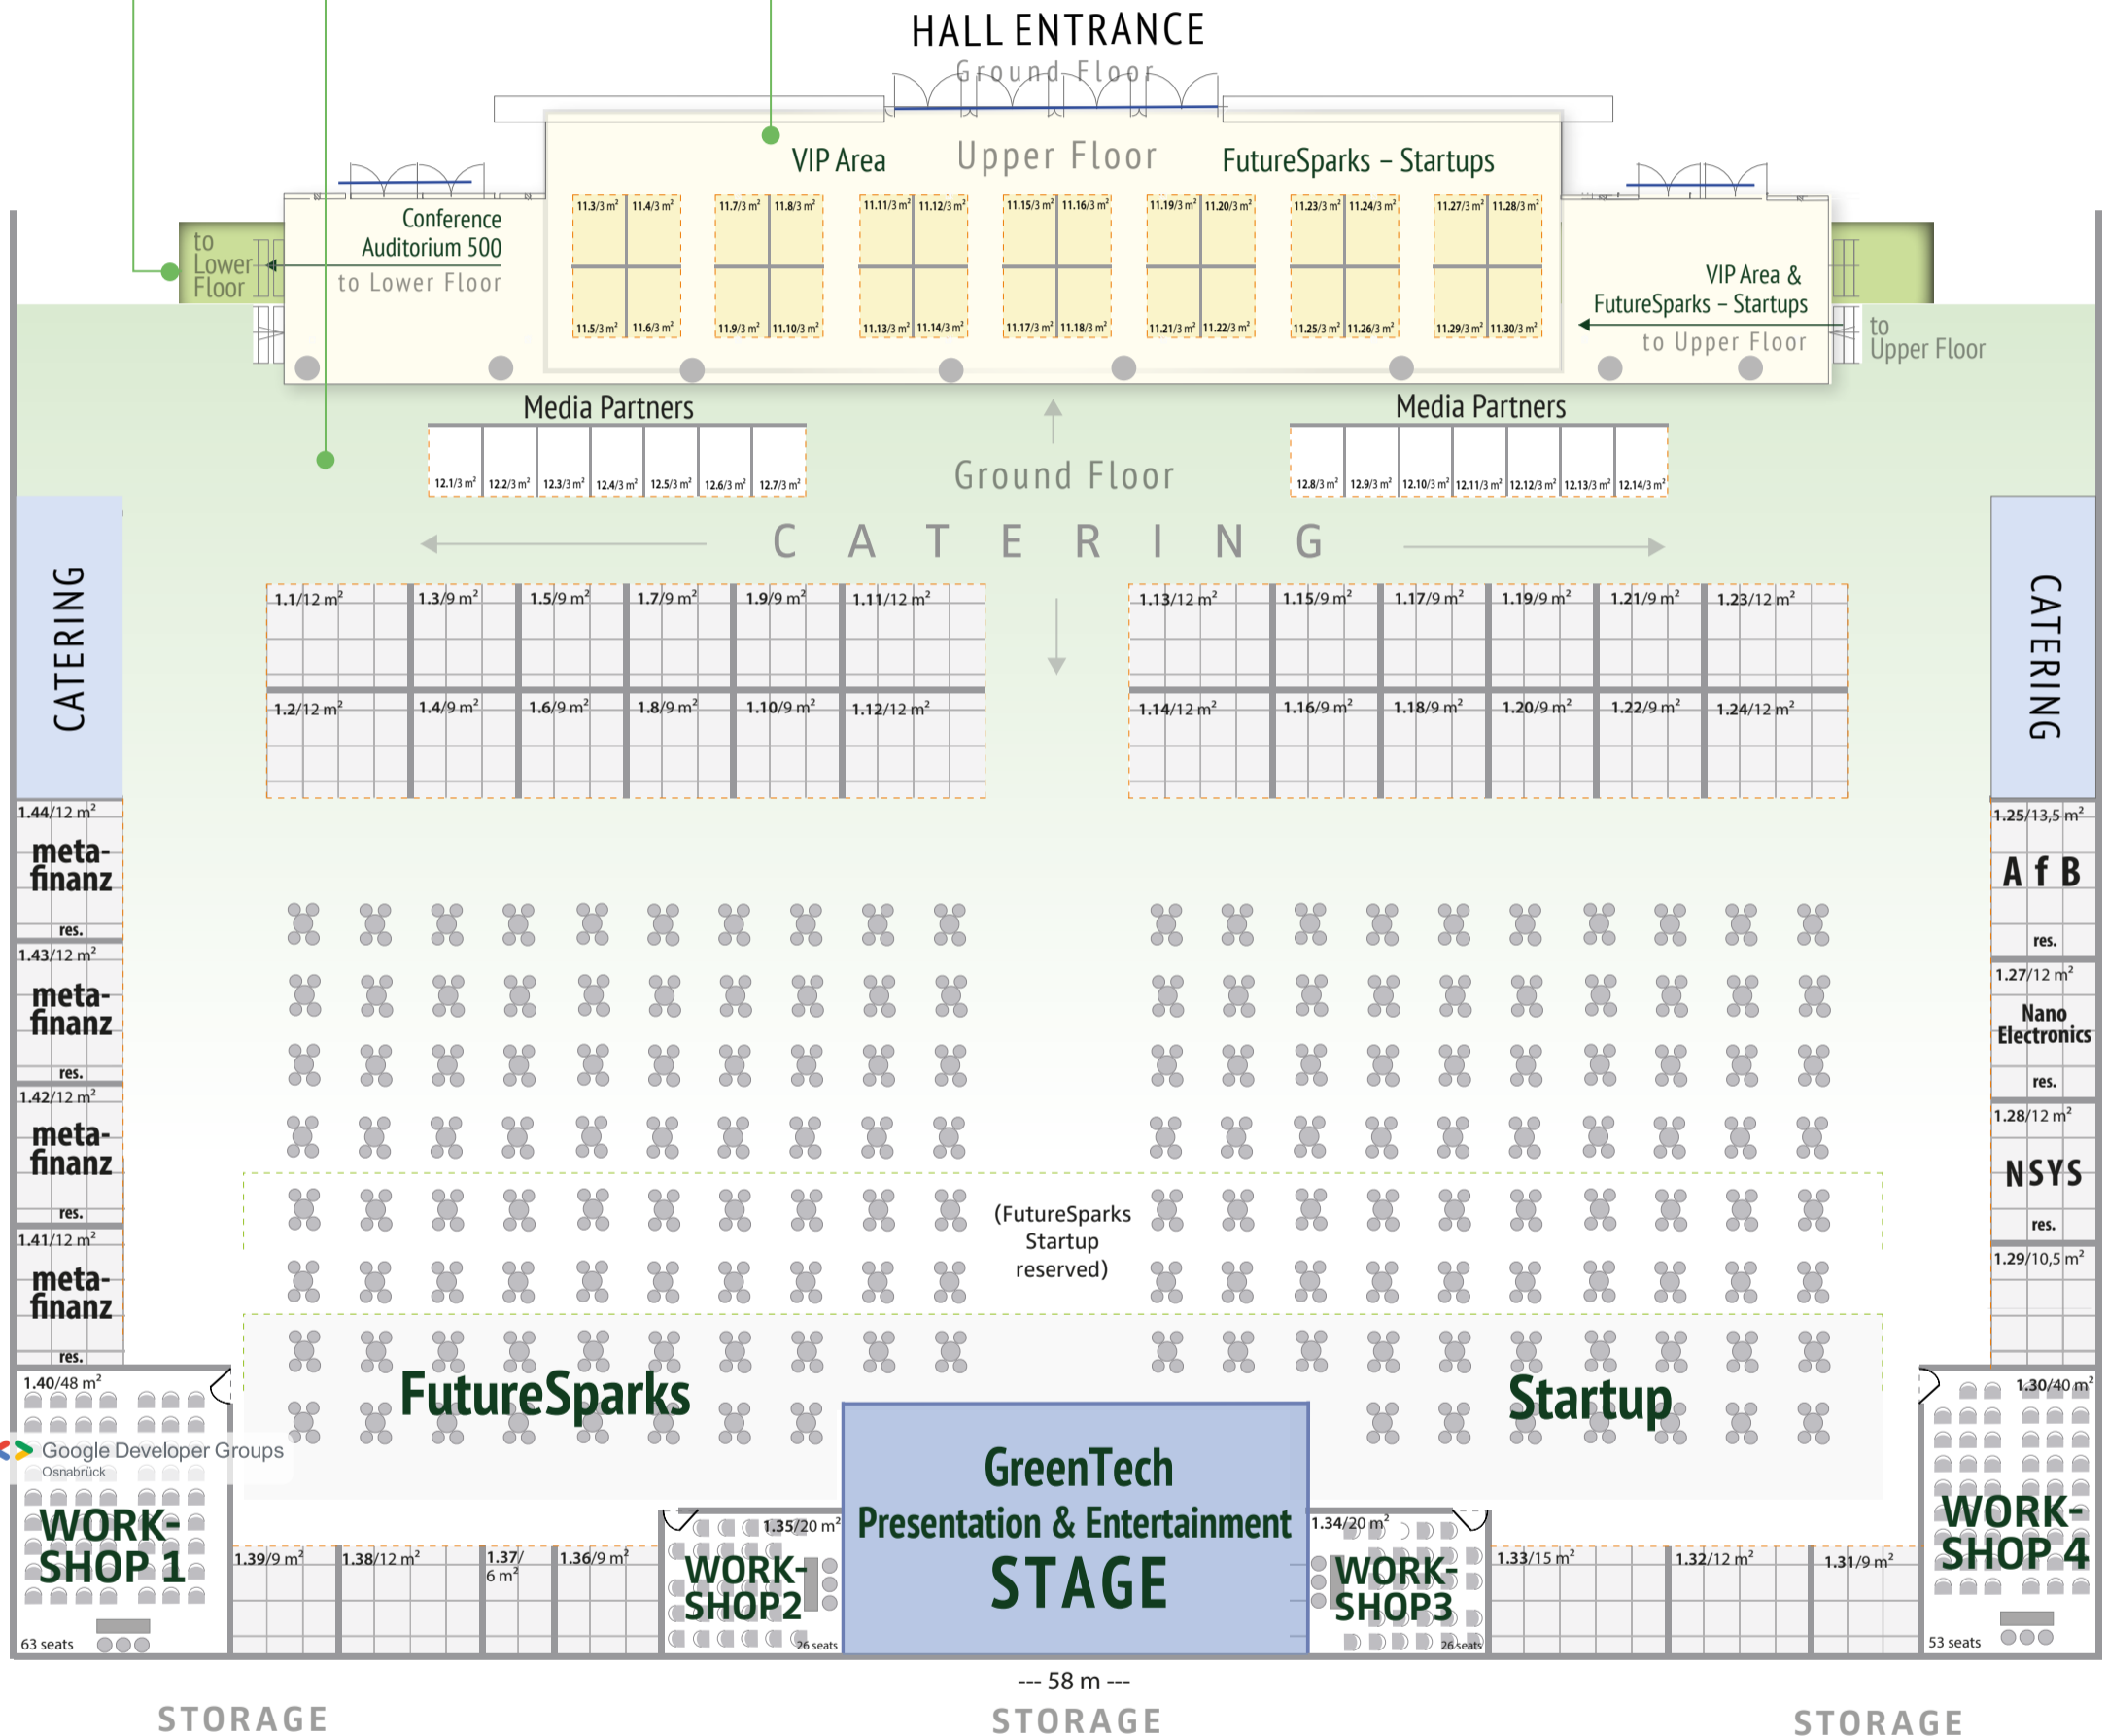 HALL ENTRANCE
Ground Floor
VIP Area
Upper Floor
FutureSparks – Startups
Conference
Auditorium 500
to Lower Floor
to
Lower
Floor
11.3/3 m² 11.4/3 m² 11.7/3 m² 11.8/3 m² 11.11/3 m² 11.12/3 m² 11.15/3 m² 11.16/3 m² 11.19/3 m² 11.20/3 m² 11.23/3 m² 11.24/3 m² 11.27/3 m² 11.28/3 m²
11.5/3 m² 11.6/3 m² 11.9/3 m² 11.10/3 m² 11.13/3 m² 11.14/3 m² 11.17/3 m² 11.18/3 m² 11.21/3 m² 11.22/3 m² 11.25/3 m² 11.26/3 m² 11.29/3 m² 11.30/3 m²
VIP Area &
FutureSparks – Startups
to Upper Floor
to
Upper Floor
Media Partners
Media Partners
12.1/3 m² 12.2/3 m² 12.3/3 m² 12.4/3 m² 12.5/3 m² 12.6/3 m² 12.7/3 m²
Ground Floor
12.8/3 m² 12.9/3 m² 12.10/3 m² 12.11/3 m² 12.12/3 m² 12.13/3 m² 12.14/3 m²
CATERING
CATERING
CATERING
1.1/12 m² 1.3/9 m² 1.5/9 m² 1.7/9 m² 1.9/9 m² 1.11/12 m²
1.13/12 m² 1.15/9 m² 1.17/9 m² 1.19/9 m² 1.21/9 m² 1.23/12 m²
1.2/12 m² 1.4/9 m² 1.6/9 m² 1.8/9 m² 1.10/9 m² 1.12/12 m²
1.14/12 m² 1.16/9 m² 1.18/9 m² 1.20/9 m² 1.22/9 m² 1.24/12 m²
1.44/12 m²
meta-
finanz
res.
1.43/12 m²
meta-
finanz
res.
1.42/12 m²
meta-
finanz
res.
1.41/12 m²
meta-
finanz
res.
1.25/13,5 m²
A f B
res.
1.27/12 m²
Nano
Electronics
res.
1.28/12 m²
NSYS
res.
1.29/10,5 m²
(FutureSparks
Startup
reserved)
FutureSparks
Startup
1.40/48 m²
Google Developer Groups
Osnabrück
WORK-
SHOP 1
63 seats
1.39/9 m² 1.38/12 m²
1.37/
6 m²
1.36/9 m²
1.35/20 m²
WORK-
SHOP2
26 seats
GreenTech
Presentation & Entertainment
STAGE
1.34/20 m²
WORK-
SHOP3
26 seats
1.33/15 m² 1.32/12 m² 1.31/9 m²
1.30/40 m²
WORK-
SHOP 4
53 seats
--- 58 m ---
STORAGE
STORAGE
STORAGE